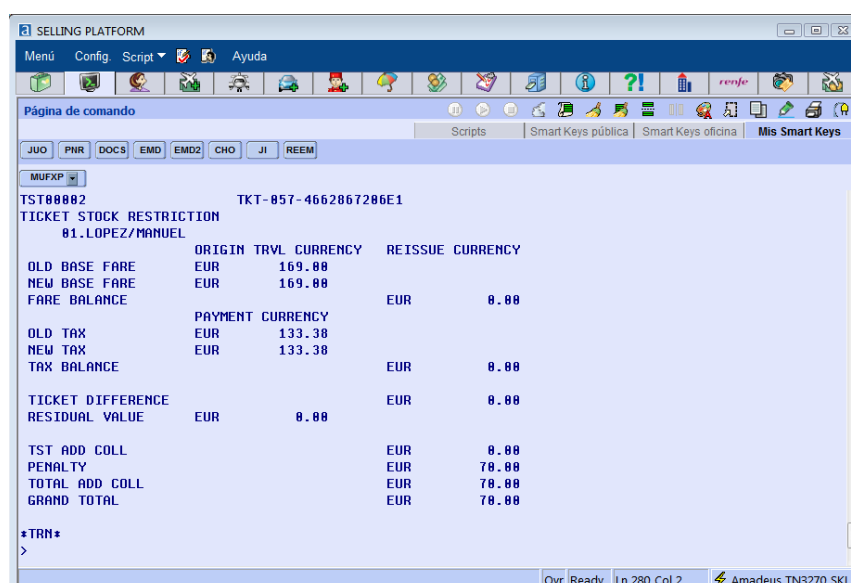 SELLING PLATFORM
Menú Config. Script Ayuda
renfe
Página de comando
Scripts Smart Keys pública Smart Keys oficina Mis Smart Keys
JUO PNR DOCS EMD EMD2 CHO JI REEM
MUFXP
TST00002 TKT-057-4662867206E1
TICKET STOCK RESTRICTION
01.LOPEZ/MANUEL
ORIGIN TRVL CURRENCY REISSUE CURRENCY
OLD BASE FARE EUR 169.00
NEW BASE FARE EUR 169.00
FARE BALANCE EUR 0.00
PAYMENT CURRENCY
OLD TAX EUR 133.38
NEW TAX EUR 133.38
TAX BALANCE EUR 0.00
TICKET DIFFERENCE EUR 0.00
RESIDUAL VALUE EUR 0.00
TST ADD COLL EUR 0.00
PENALTY EUR 70.00
TOTAL ADD COLL EUR 70.00
GRAND TOTAL EUR 70.00
*TRN*
>
Ovr Ready Ln 280 Col 2 Amadeus TN3270 SK